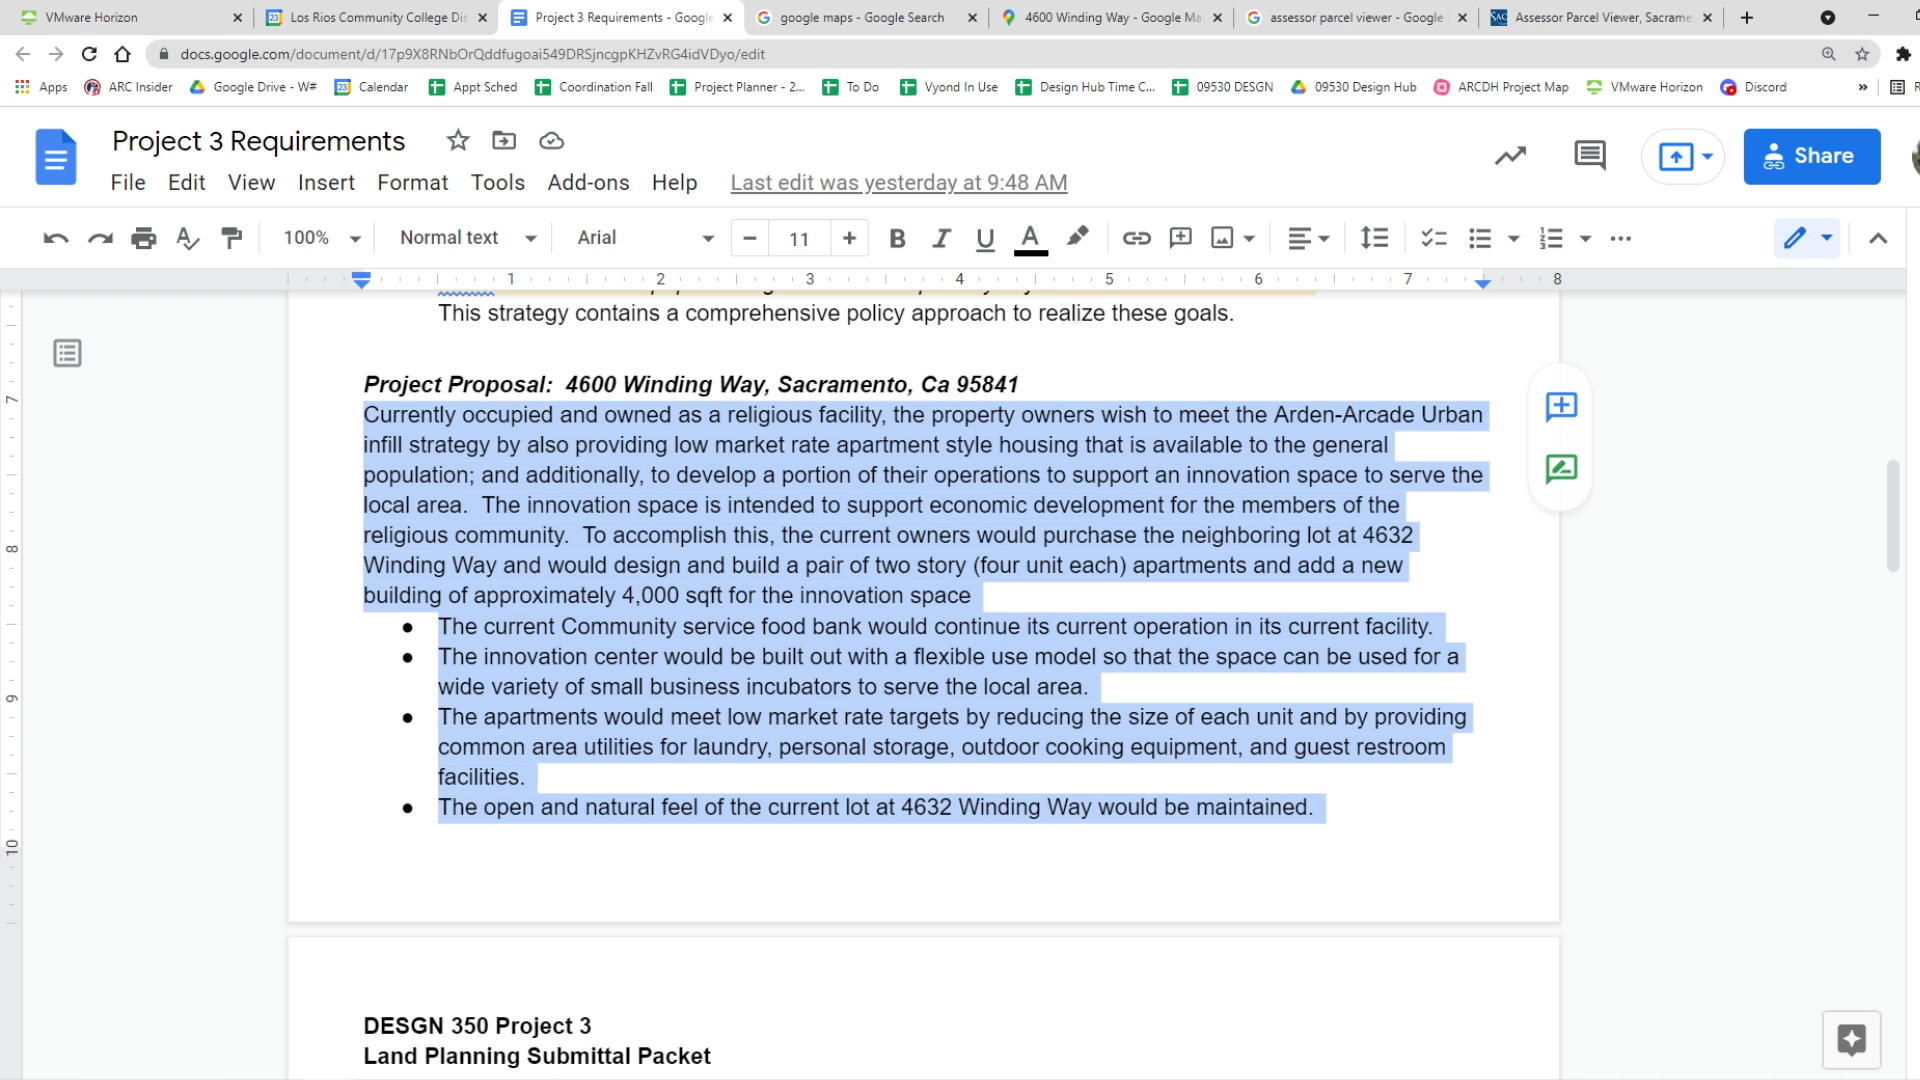 VMware Horizon
Los Rios Community College Dis
Project 3 Requirements - Google
google maps - Google Search
4600 Winding Way - Google Ma
assessor parcel viewer - Google
Assessor Parcel Viewer, Sacrame
docs.google.com/document/d/17p9X8RNbOrQddfugoai549DRSjncgpKHZvRG4idVDyo/edit
Apps
ARC Insider
Google Drive - W#
Calendar
Appt Sched
Coordination Fall
Project Planner - 2...
To Do
Vyond In Use
Design Hub Time C...
09530 DESGN
09530 Design Hub
ARCDH Project Map
VMware Horizon
Discord
»
Project 3 Requirements
Share
File Edit View Insert Format Tools Add-ons Help Last edit was yesterday at 9:48 AM
100% Normal text Arial 11
1 2 3 4 5 6 7 8
This strategy contains a comprehensive policy approach to realize these goals.
Project Proposal: 4600 Winding Way, Sacramento, Ca 95841
Currently occupied and owned as a religious facility, the property owners wish to meet the Arden-Arcade Urban
infill strategy by also providing low market rate apartment style housing that is available to the general
population; and additionally, to develop a portion of their operations to support an innovation space to serve the
local area. The innovation space is intended to support economic development for the members of the
religious community. To accomplish this, the current owners would purchase the neighboring lot at 4632
Winding Way and would design and build a pair of two story (four unit each) apartments and add a new
building of approximately 4,000 sqft for the innovation space
● The current Community service food bank would continue its current operation in its current facility.
● The innovation center would be built out with a flexible use model so that the space can be used for a
wide variety of small business incubators to serve the local area.
● The apartments would meet low market rate targets by reducing the size of each unit and by providing
common area utilities for laundry, personal storage, outdoor cooking equipment, and guest restroom
facilities.
● The open and natural feel of the current lot at 4632 Winding Way would be maintained.
7
8
9
10
DESGN 350 Project 3
Land Planning Submittal Packet